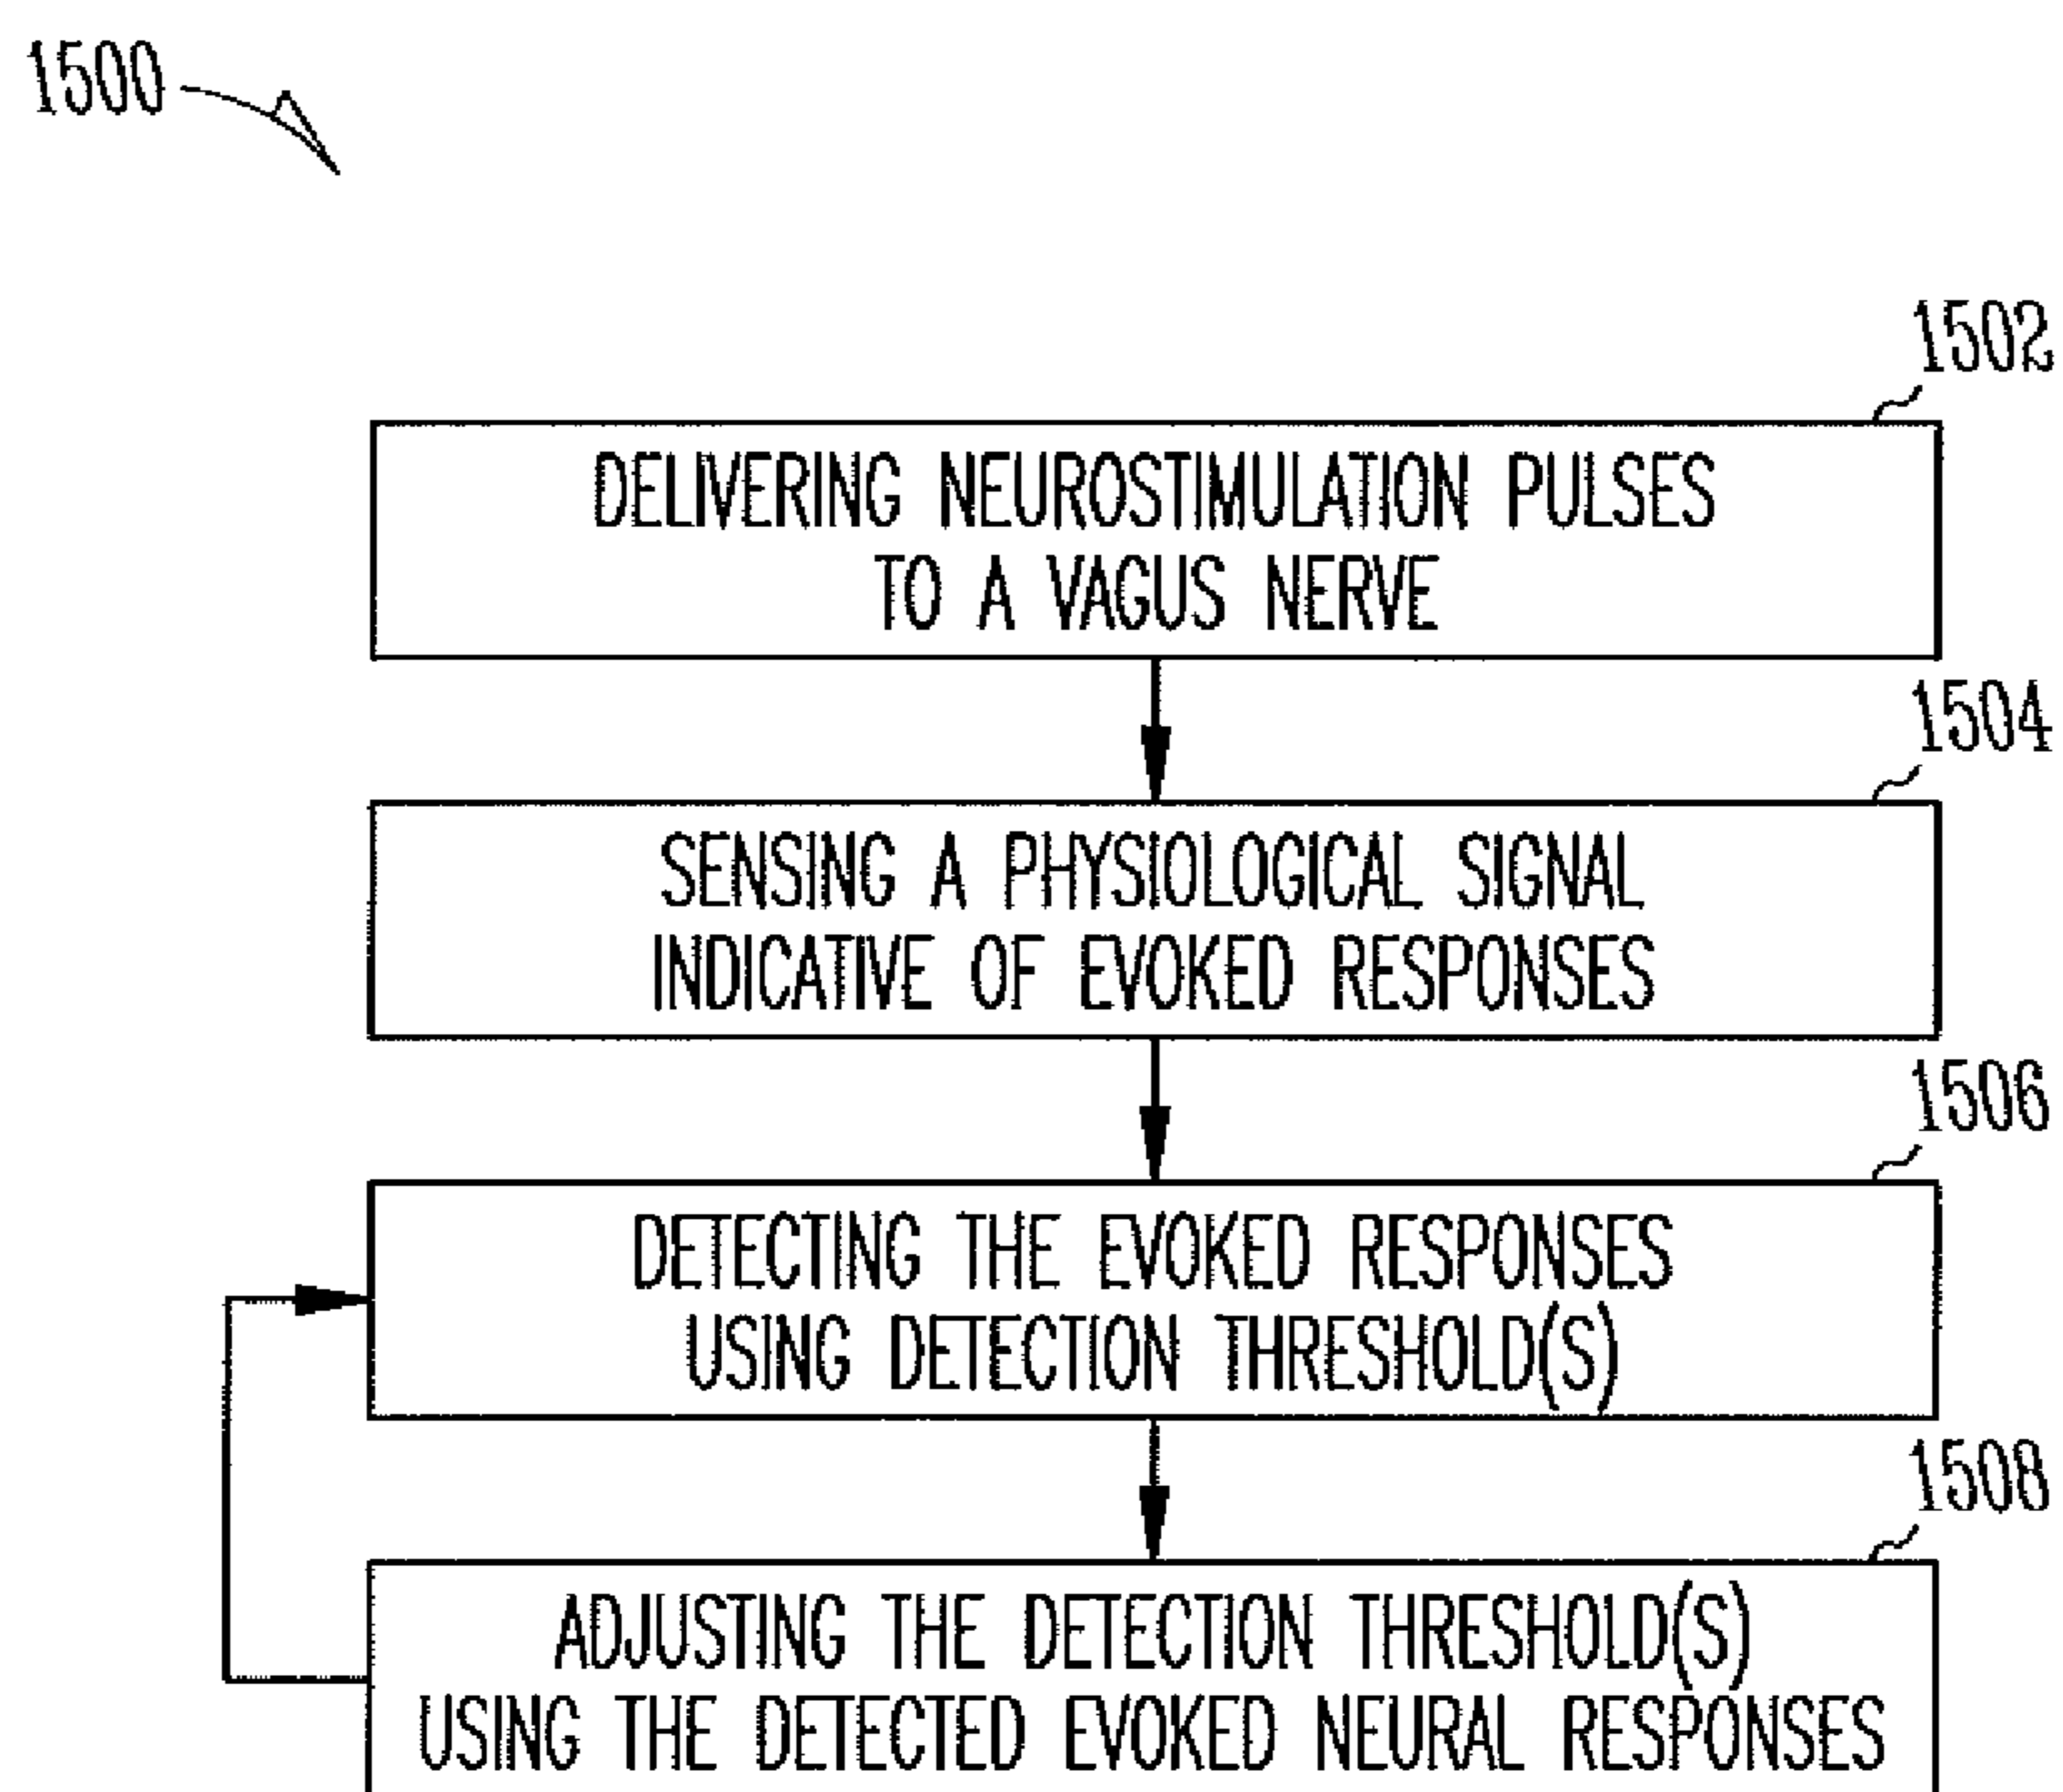 1500
1502
DELIVERING NEUROSTIMULATION PULSES
TO A VAGUS NERVE
1504
SENSING A PHYSIOLOGICAL SIGNAL
INDICATIVE OF EVOKED RESPONSES
1506
DETECTING THE EVOKED RESPONSES
USING DETECTION THRESHOLD(S)
1508
ADJUSTING THE DETECTION THRESHOLD(S)
USING THE DETECTED EVOKED NEURAL RESPONSES